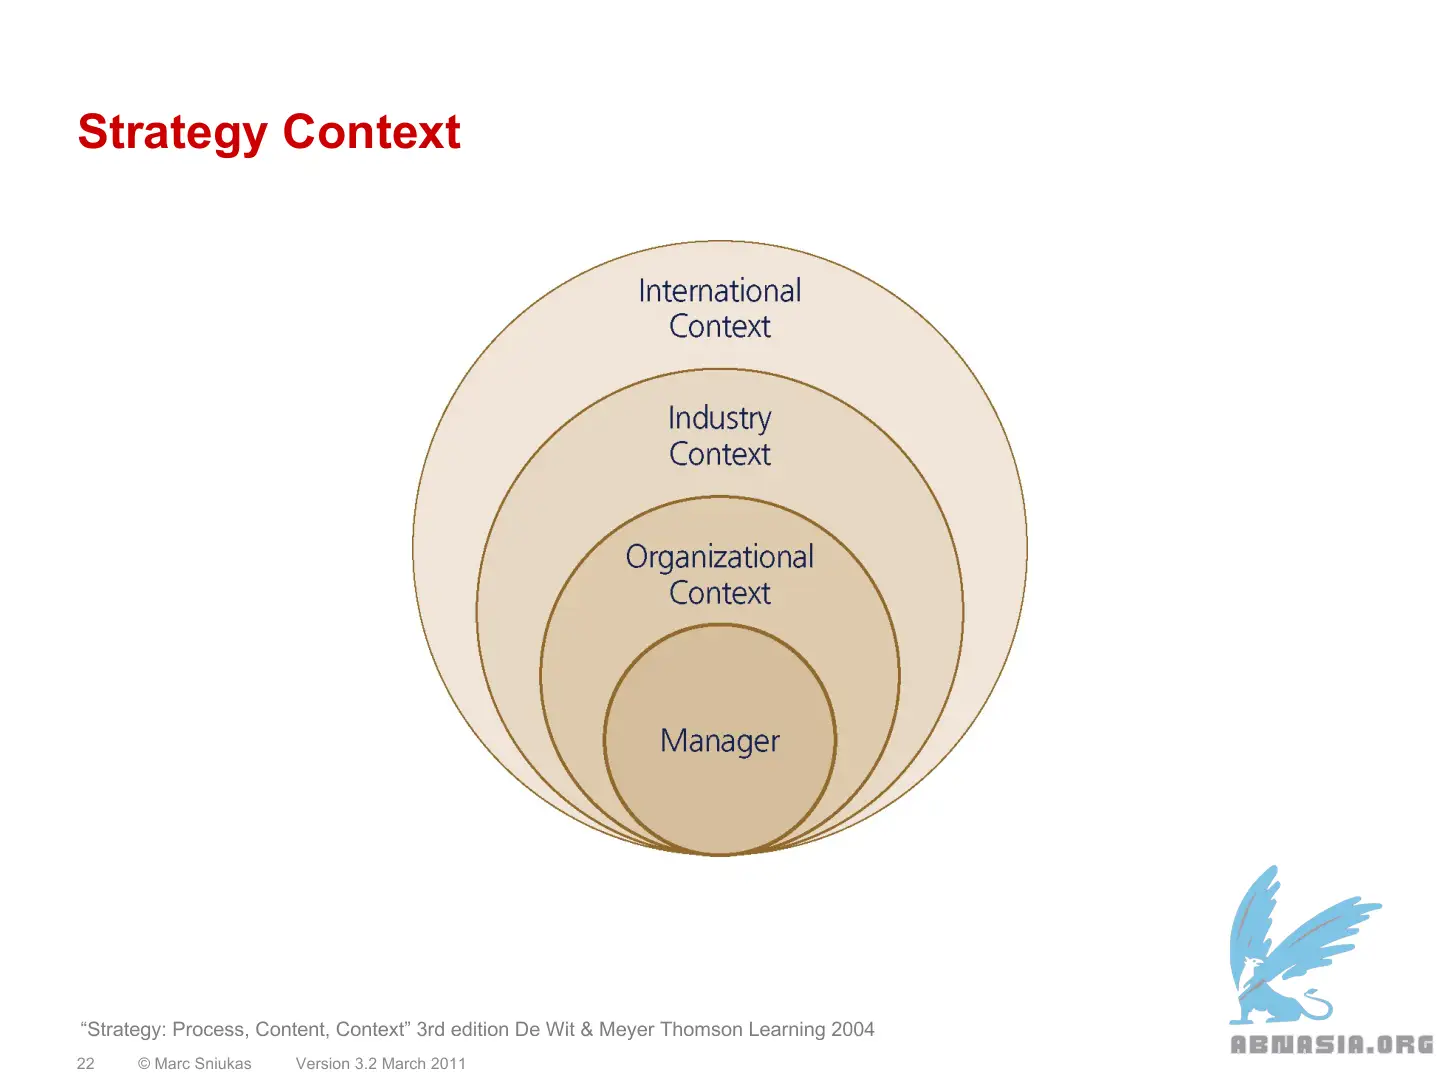 Strategy Context
International
Context
Industry
Context
Organizational
Context
Manager
“Strategy: Process, Content, Context” 3rd edition De Wit & Meyer Thomson Learning 2004
22 © Marc Sniukas Version 3.2 March 2011
ABNASIA.ORG